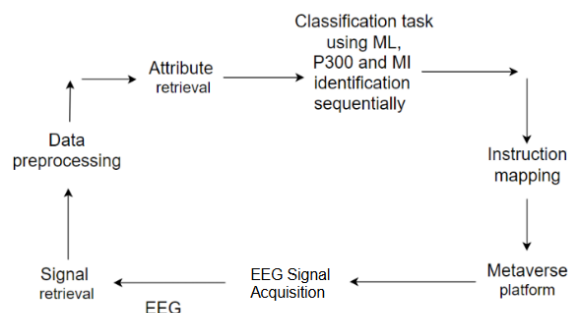 Classification task
using ML,
P300 and MI
identification
sequentially
Attribute
retrieval
Data
preprocessing
Instruction
mapping
Signal
retrieval
EEG
EEG Signal
Acquisition
Metaverse
platform